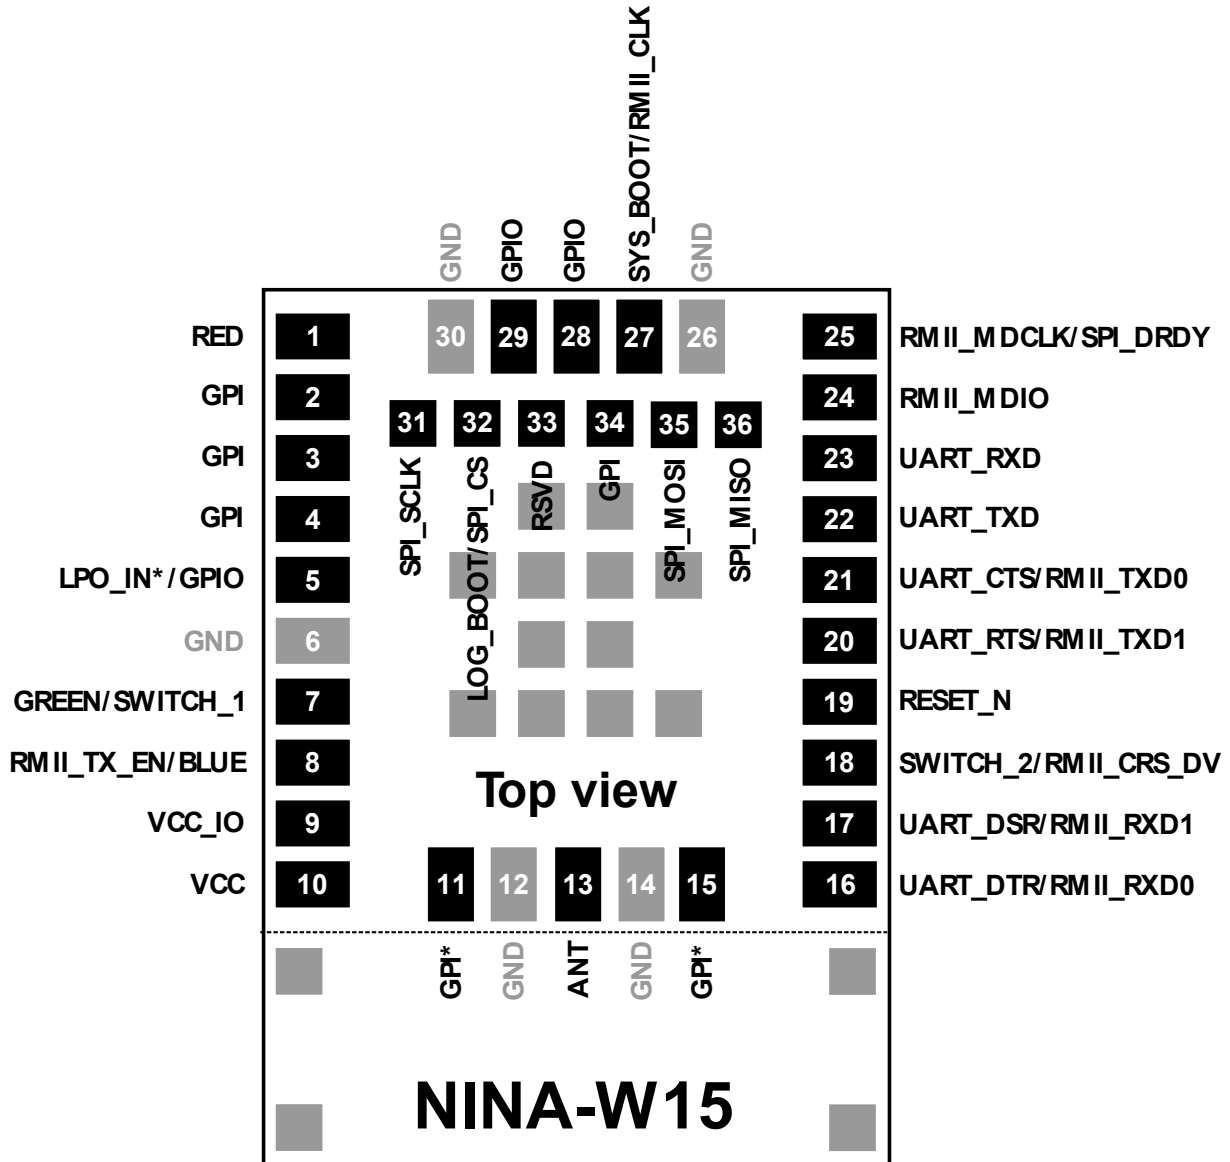 SYS_BOOT/RMII_CLK
GND
GPIO
GPIO
GND
30
29
28
27
26
RED
1
25
RMII_MDCLK/SPI_DRDY
GPI
2
24
RMII_MDIO
31
32
33
34
35
36
GPI
3
23
UART_RXD
SPI_SCLK
LOG_BOOT/SPI_CS
RSVD
GPI
SPI_MOSI
SPI_MISO
GPI
4
22
UART_TXD
LPO_IN*/GPIO
5
21
UART_CTS/RMII_TXD0
GND
6
20
UART_RTS/RMII_TXD1
GREEN/SWITCH_1
7
19
RESET_N
RMII_TX_EN/BLUE
8
18
SWITCH_2/RMII_CRS_DV
Top view
VCC_IO
9
17
UART_DSR/RMII_RXD1
VCC
10
11
12
13
14
15
16
UART_DTR/RMII_RXD0
GPI*
GND
ANT
GND
GPI*
NINA-W15